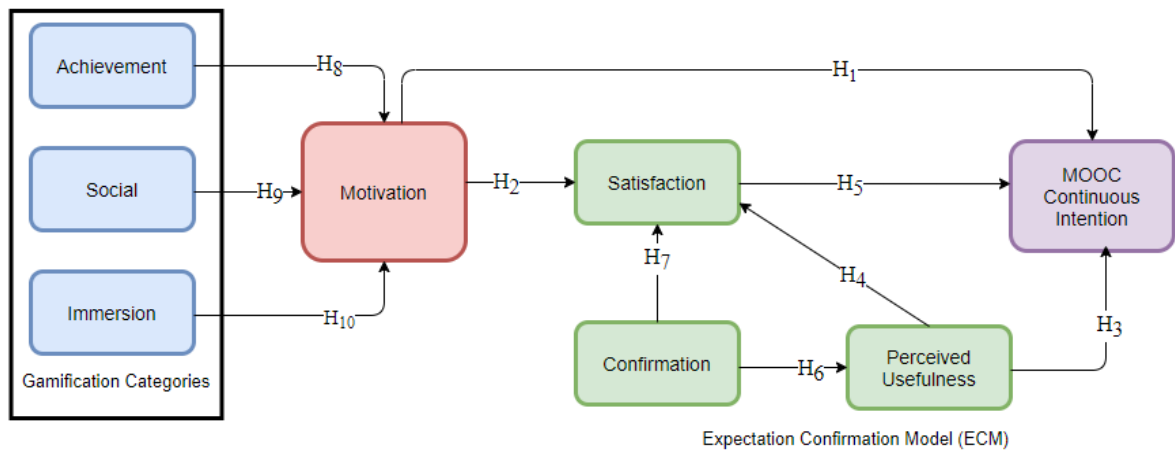 Achievement
H8
H1
Social
H9
Motivation
H2
Satisfaction
H5
MOOC
Continuous
Intention
H7
H4
Immersion
H10
H3
Confirmation
H6
Perceived
Usefulness
Gamification Categories
Expectation Confirmation Model (ECM)